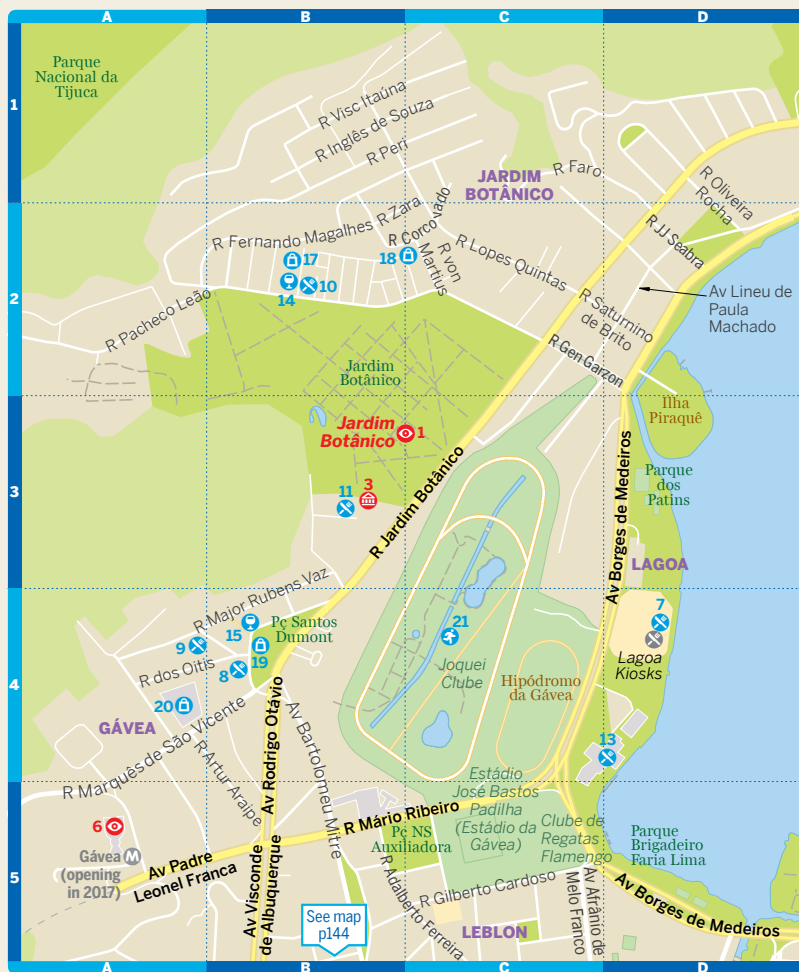 A
B
C
D
1
2
3
4
5
Parque
Nacional da
Tijuca
R Visc Itaúna
R Inglês de Souza
R Peri
JARDIM
BOTÂNICO
R Faro
R Oliveira
Rocha
R JJ Seabra
R Zara
R Corcovado
R Fernando Magalhes
17
18
14
10
R von
Martius
R Lopes Quintas
R Saturnino
de Brito
Av Lineu de
Paula
Machado
R Pacheco Leão
R Gen Garzon
Jardim
Botânico
Jardim
Botânico
1
Ilha
Piraquê
3
11
R Jardim Botânico
Parque
dos
Patins
Av Borges de Medeiros
LAGOA
R Major Rubens Vaz
15
Pç Santos
Dumont
9
19
8
R dos Oitis
20
21
Joquei
Clube
Hipódromo
da Gávea
7
Lagoa
Kiosks
13
GÁVEA
R Marquês de São Vicente
R Artur Araipe
Av Rodrigo Otávio
Av Bartolomeu Mitre
Estádio
José Bastos
Padilha
(Estádio da
Gávea)
R Mário Ribeiro
6
Gávea
(opening
in 2017)
M
Av Padre
Leonel Franca
Av Visconde
de Albuquerque
Pç NS
Auxiliadora
Clube de
Regatas
Flamengo
Parque
Brigadeiro
Faria Lima
R Adalberto Ferreira
R Gilberto Cardoso
LEBLON
Av Afrânio de
Melo Franco
Av Borges de Medeiros
See map
p144
A
B
C
D